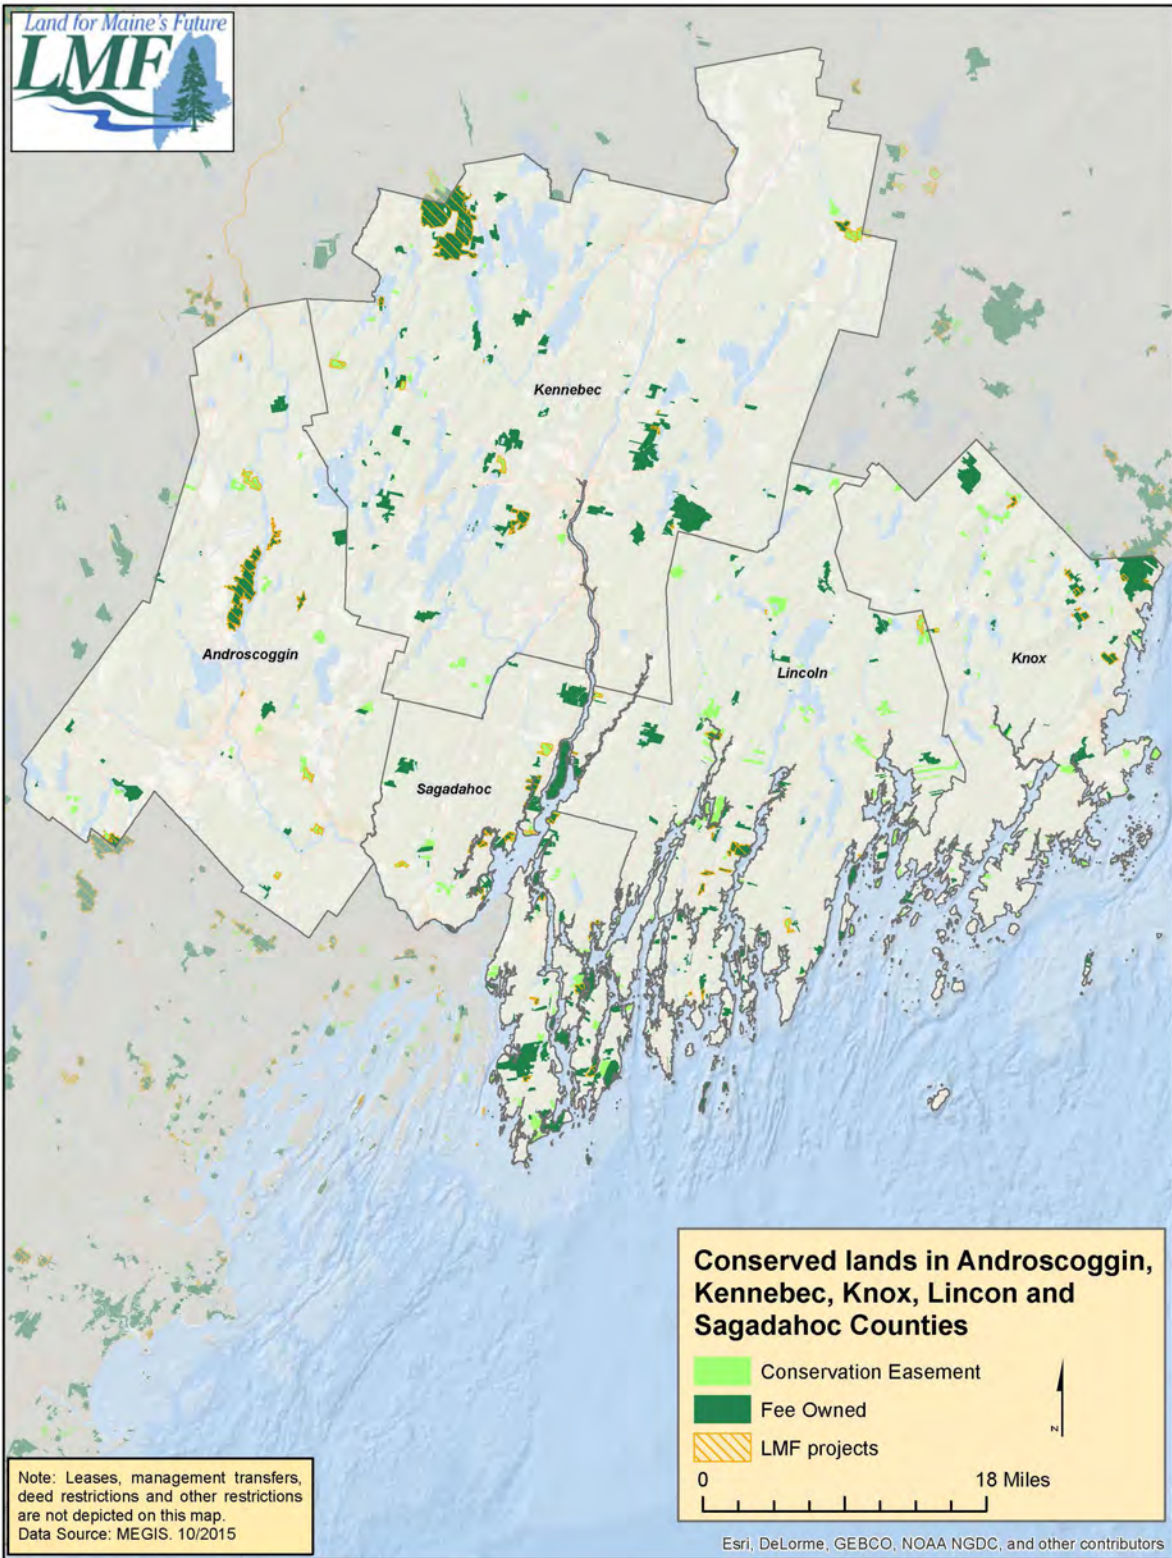 Land for Maine's Future
LMF
Kennebec
Androscoggin
Knox
Lincoln
Sagadahoc
Conserved lands in Androscoggin,
Kennebec, Knox, Lincon and
Sagadahoc Counties
Conservation Easement
Fee Owned
LMF projects
N
0 18 Miles
Note: Leases, management transfers,
deed restrictions and other restrictions
are not depicted on this map.
Data Source: MEGIS. 10/2015
Esri, DeLorme, GEBCO, NOAA NGDC, and other contributors